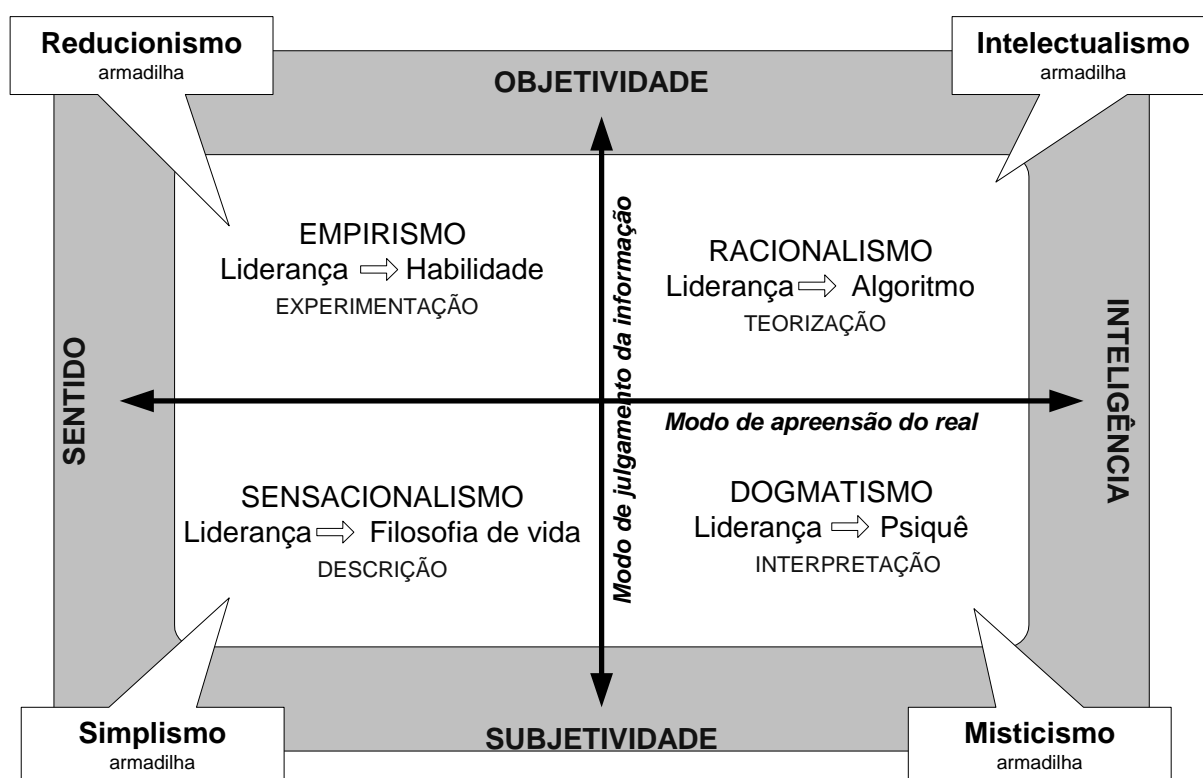 Reducionismo
armadilha
Intelectualismo
armadilha
OBJETIVIDADE
EMPIRISMO
Liderança ⇨ Habilidade
EXPERIMENTAÇÃO
RACIONALISMO
Liderança ⇨ Algoritmo
TEORIZAÇÃO
Modo de julgamento da informação
SENTIDO
INTELIGÊNCIA
Modo de apreensão do real
SENSACIONALISMO
Liderança ⇨ Filosofia de vida
DESCRIÇÃO
DOGMATISMO
Liderança ⇨ Psiquê
INTERPRETAÇÃO
Simplismo
armadilha
SUBJETIVIDADE
Misticismo
armadilha